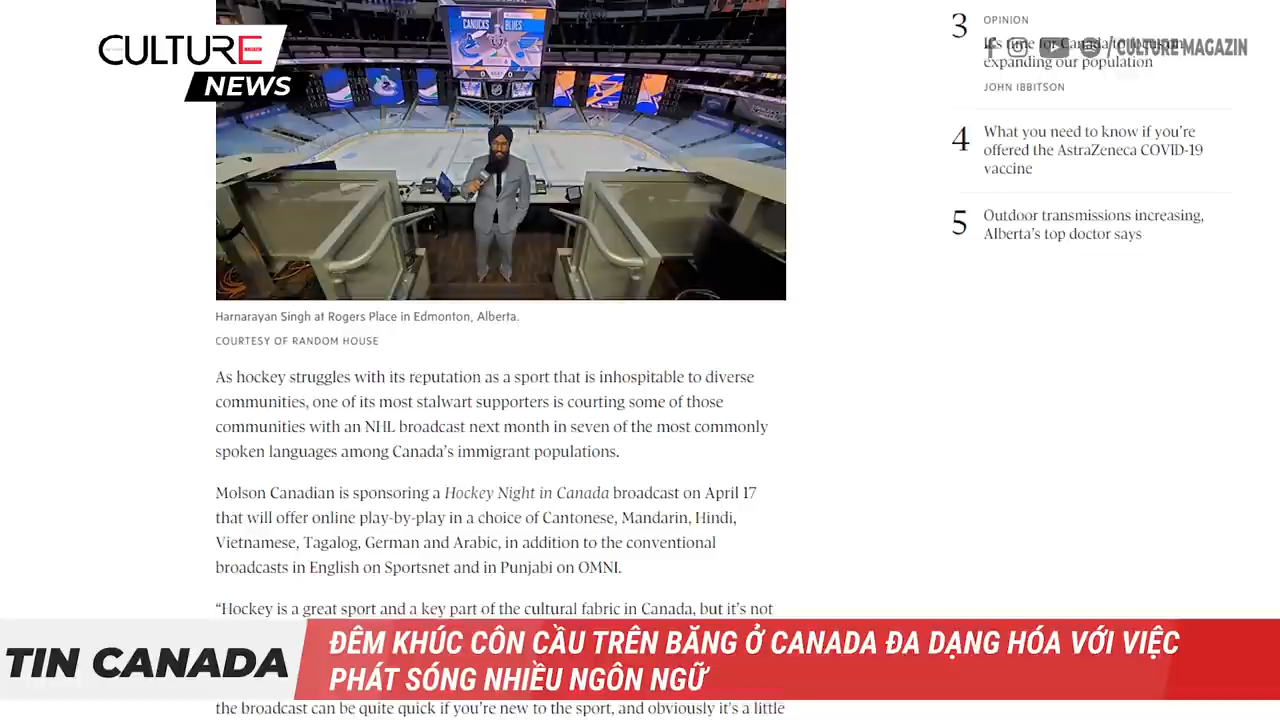 CULTURE
NEWS
CANUCKS
BLUES
3
OPINION
It's time for Canada to focus on
expanding our population
JOHN IBBITSON
/CULTURE MAGAZIN
4
What you need to know if you're
offered the AstraZeneca COVID-19
vaccine
5
Outdoor transmissions increasing,
Alberta's top doctor says
Harnarayan Singh at Rogers Place in Edmonton, Alberta.
COURTESY OF RANDOM HOUSE
As hockey struggles with its reputation as a sport that is inhospitable to diverse
communities, one of its most stalwart supporters is courting some of those
communities with an NHL broadcast next month in seven of the most commonly
spoken languages among Canada's immigrant populations.
Molson Canadian is sponsoring a Hockey Night in Canada broadcast on April 17
that will offer online play-by-play in a choice of Cantonese, Mandarin, Hindi,
Vietnamese, Tagalog, German and Arabic, in addition to the conventional
broadcasts in English on Sportsnet and in Punjabi on OMNI.
“Hockey is a great sport and a key part of the cultural fabric in Canada, but it's not
TIN CANADA
ĐÊM KHÚC CÔN CẦU TRÊN BĂNG Ở CANADA ĐA DẠNG HÓA VỚI VIỆC
PHÁT SÓNG NHIỀU NGÔN NGỮ
the broadcast can be quite quick if you're new to the sport, and obviously it's a little